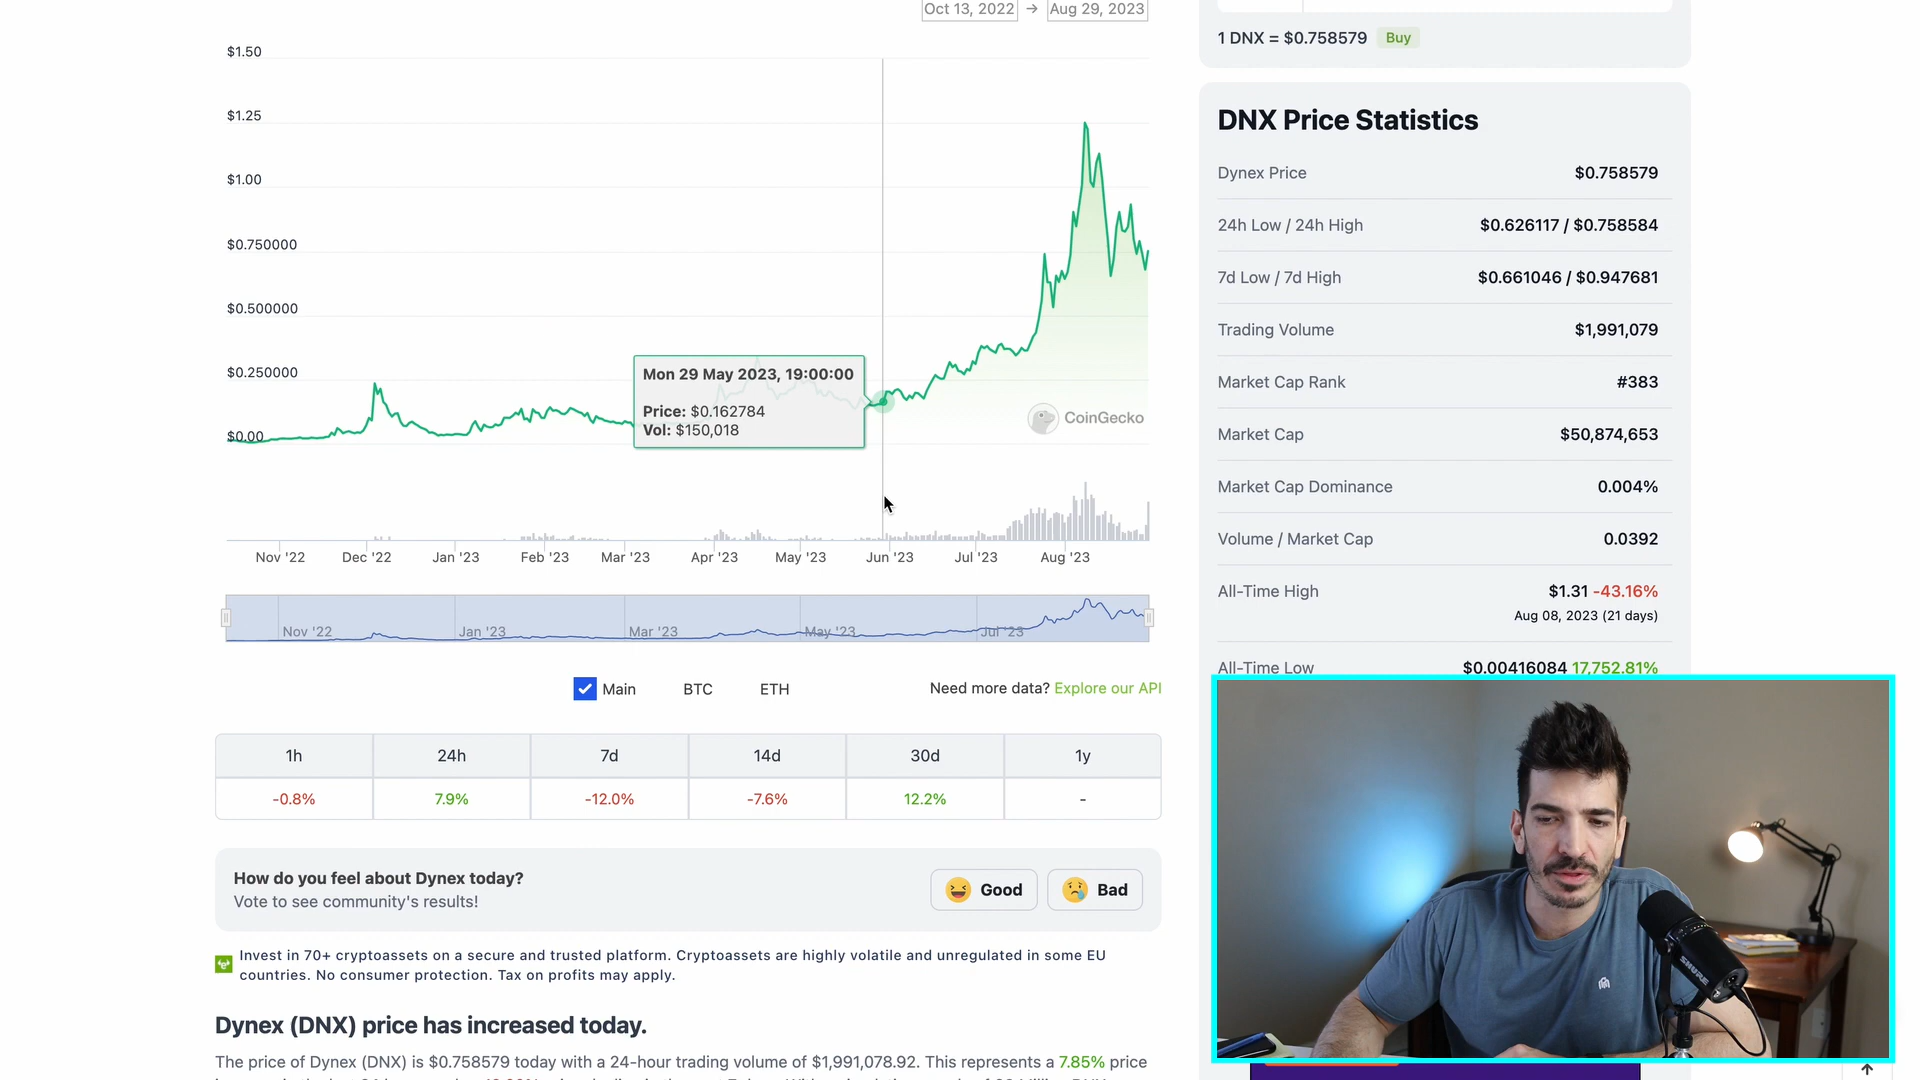 Oct 13, 2022 → Aug 29, 2023
$1.50
$1.25
$1.00
$0.750000
$0.500000
$0.250000
$0.00
Mon 29 May 2023, 19:00:00
Price: $0.162784
Vol: $150,018
CoinGecko
Nov '22 Dec '22 Jan '23 Feb '23 Mar '23 Apr '23 May '23 Jun '23 Jul '23 Aug '23
Nov '22 Jan '23 Mar '23 May '23 Jul '23
Main BTC ETH
Need more data? Explore our API
1h 24h 7d 14d 30d 1y
-0.8% 7.9% -12.0% -7.6% 12.2% -
How do you feel about Dynex today?
Vote to see community's results!
Good Bad
Invest in 70+ cryptoassets on a secure and trusted platform. Cryptoassets are highly volatile and unregulated in some EU
countries. No consumer protection. Tax on profits may apply.
Dynex (DNX) price has increased today.
The price of Dynex (DNX) is $0.758579 today with a 24-hour trading volume of $1,991,078.92. This represents a 7.85% price
1 DNX = $0.758579 Buy
DNX Price Statistics
Dynex Price $0.758579
24h Low / 24h High $0.626117 / $0.758584
7d Low / 7d High $0.661046 / $0.947681
Trading Volume $1,991,079
Market Cap Rank #383
Market Cap $50,874,653
Market Cap Dominance 0.004%
Volume / Market Cap 0.0392
All-Time High $1.31 -43.16%
Aug 08, 2023 (21 days)
All-Time Low $0.00416084 17,752.81%
SHURE